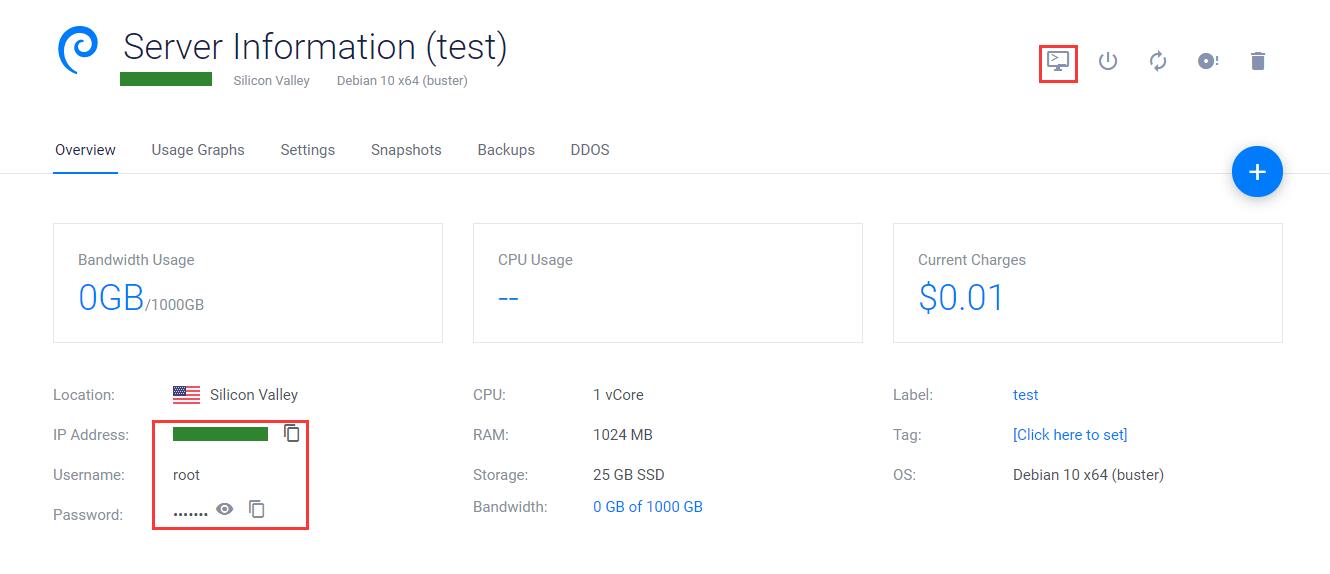 Server Information (test)
Silicon Valley Debian 10 x64 (buster)
Overview Usage Graphs Settings Snapshots Backups DDOS
Bandwidth Usage CPU Usage Current Charges
0GB/1000GB -- $0.01
Location: Silicon Valley CPU: 1 vCore Label: test
IP Address: RAM: 1024 MB Tag: [Click here to set]
Username: root Storage: 25 GB SSD OS: Debian 10 x64 (buster)
Password: ....... Bandwidth: 0 GB of 1000 GB